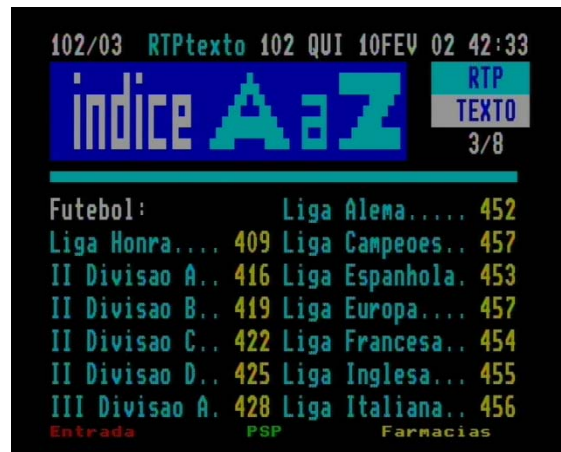 102/03 RTPtexto 102 QUI 10FEV 02 42:33
indice A a Z
RTP
TEXTO
3/8
Futebol: Liga Alema..... 452
Liga Honra.... 409 Liga Campeoes.. 457
II Divisao A.. 416 Liga Espanhola. 453
II Divisao B.. 419 Liga Europa.... 457
II Divisao C.. 422 Liga Francesa.. 454
II Divisao D.. 425 Liga Inglesa... 455
III Divisao A. 428 Liga Italiana.. 456
Entrada PSP Farmacias